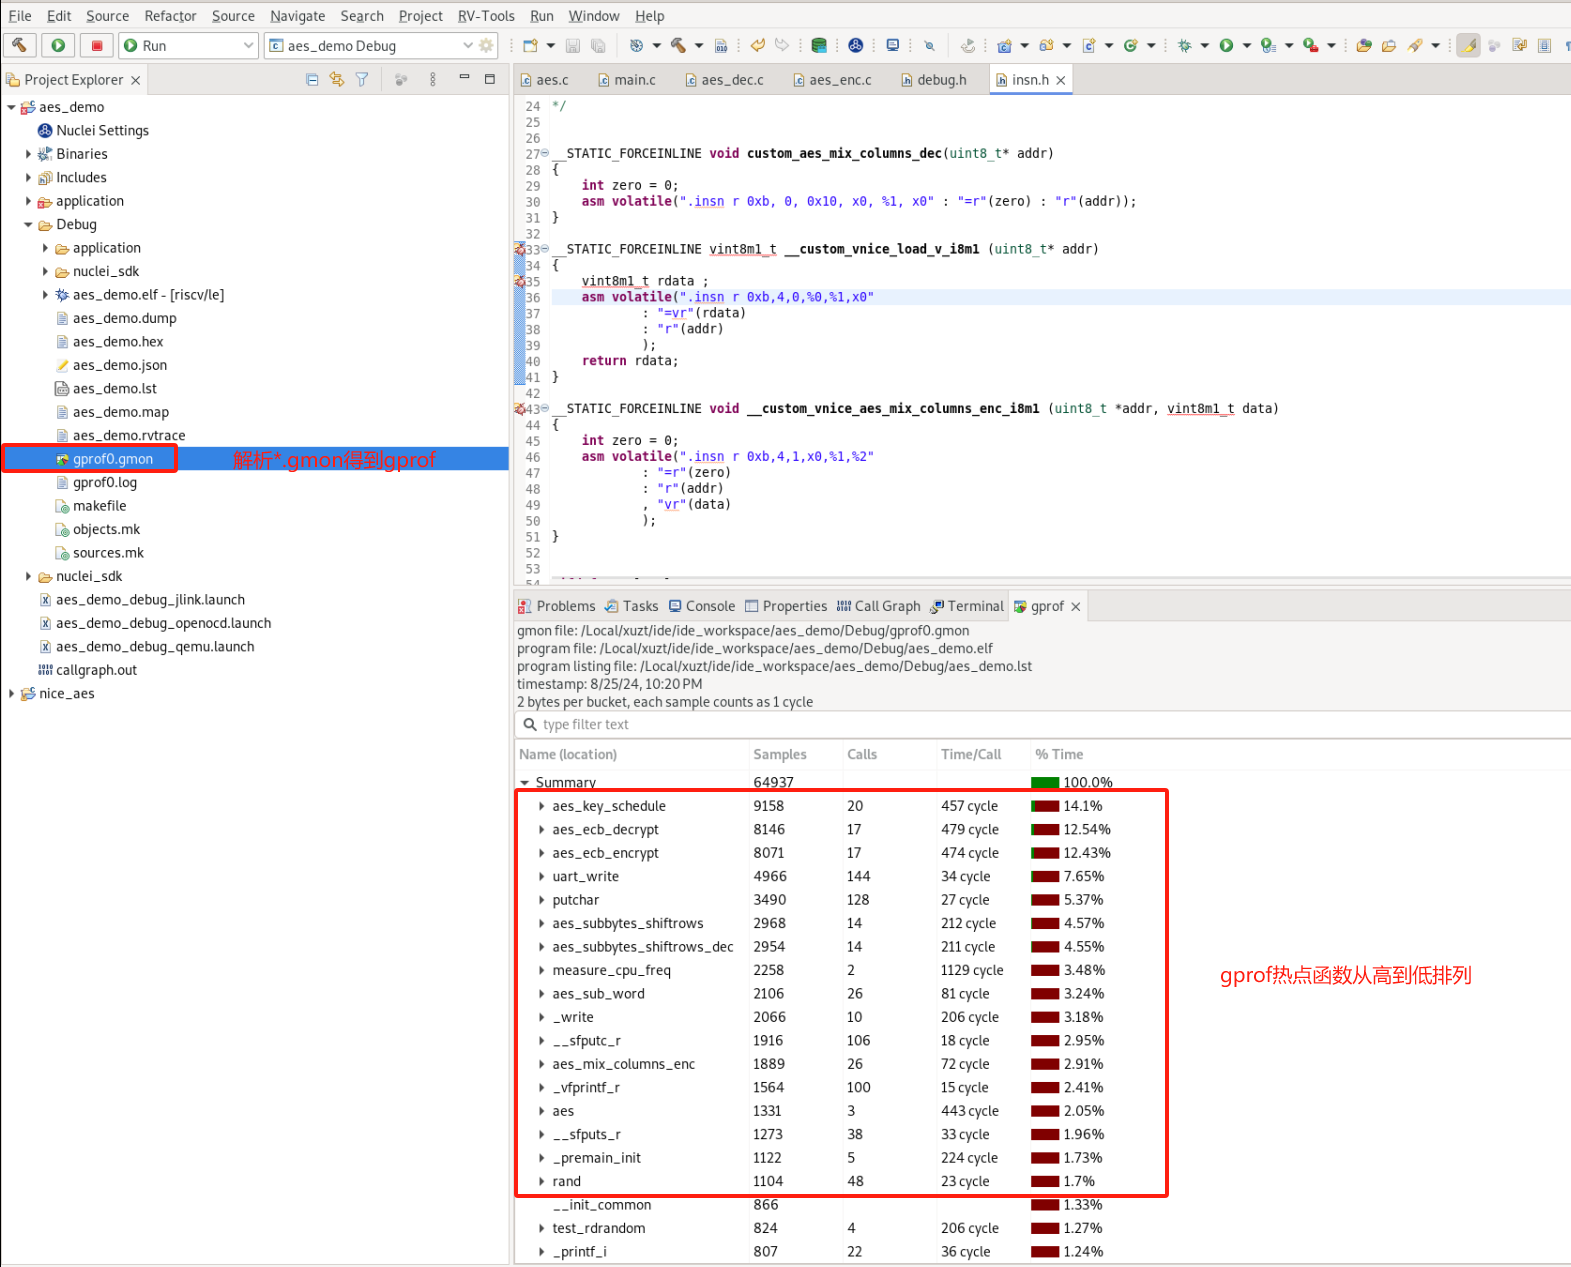 File Edit Source Refactor Source Navigate Search Project RV-Tools Run Window Help
Run
aes_demo Debug
Project Explorer
aes_demo
Nuclei Settings
Binaries
Includes
application
Debug
application
nuclei_sdk
aes_demo.elf - [riscv/le]
aes_demo.dump
aes_demo.hex
aes_demo.json
aes_demo.lst
aes_demo.map
aes_demo.rvtrace
gprof0.gmon 解析*.gmon得到gprof
gprof0.log
makefile
objects.mk
sources.mk
nuclei_sdk
aes_demo_debug_jlink.launch
aes_demo_debug_openocd.launch
aes_demo_debug_qemu.launch
callgraph.out
nice_aes
aes.c main.c aes_dec.c aes_enc.c debug.h insn.h
24 */
25
26
27 __STATIC_FORCEINLINE void custom_aes_mix_columns_dec(uint8_t* addr)
28 {
29 int zero = 0;
30 asm volatile(".insn r 0xb, 0, 0x10, x0, %1, x0" : "=r"(zero) : "r"(addr));
31 }
32
33 __STATIC_FORCEINLINE vint8m1_t __custom_vnice_load_v_i8m1 (uint8_t* addr)
34 {
35 vint8m1_t rdata ;
36 asm volatile(".insn r 0xb,4,0,%0,%1,x0"
37 : "=vr"(rdata)
38 : "r"(addr)
39 );
40 return rdata;
41 }
42
43 __STATIC_FORCEINLINE void __custom_vnice_aes_mix_columns_enc_i8m1 (uint8_t *addr, vint8m1_t data)
44 {
45 int zero = 0;
46 asm volatile(".insn r 0xb,4,1,x0,%1,%2"
47 : "=r"(zero)
48 : "r"(addr)
49 , "vr"(data)
50 );
51 }
52
53
Problems Tasks Console Properties Call Graph Terminal gprof
gmon file: /Local/xuzt/ide/ide_workspace/aes_demo/Debug/gprof0.gmon
program file: /Local/xuzt/ide/ide_workspace/aes_demo/Debug/aes_demo.elf
program listing file: /Local/xuzt/ide/ide_workspace/aes_demo/Debug/aes_demo.lst
timestamp: 8/25/24, 10:20 PM
2 bytes per bucket, each sample counts as 1 cycle
type filter text
Name (location) Samples Calls Time/Call % Time
Summary 64937 100.0%
aes_key_schedule 9158 20 457 cycle 14.1%
aes_ecb_decrypt 8146 17 479 cycle 12.54%
aes_ecb_encrypt 8071 17 474 cycle 12.43%
uart_write 4966 144 34 cycle 7.65%
putchar 3490 128 27 cycle 5.37%
aes_subbytes_shiftrows 2968 14 212 cycle 4.57%
aes_subbytes_shiftrows_dec 2954 14 211 cycle 4.55%
measure_cpu_freq 2258 2 1129 cycle 3.48%
aes_sub_word 2106 26 81 cycle 3.24%
_write 2066 10 206 cycle 3.18%
__sfputc_r 1916 106 18 cycle 2.95%
aes_mix_columns_enc 1889 26 72 cycle 2.91%
_vfprintf_r 1564 100 15 cycle 2.41%
aes 1331 3 443 cycle 2.05%
__sfputs_r 1273 38 33 cycle 1.96%
_premain_init 1122 5 224 cycle 1.73%
rand 1104 48 23 cycle 1.7%
__init_common 866 1.33%
test_rdrandom 824 4 206 cycle 1.27%
_printf_i 807 22 36 cycle 1.24%
gprof热点函数从高到低排列